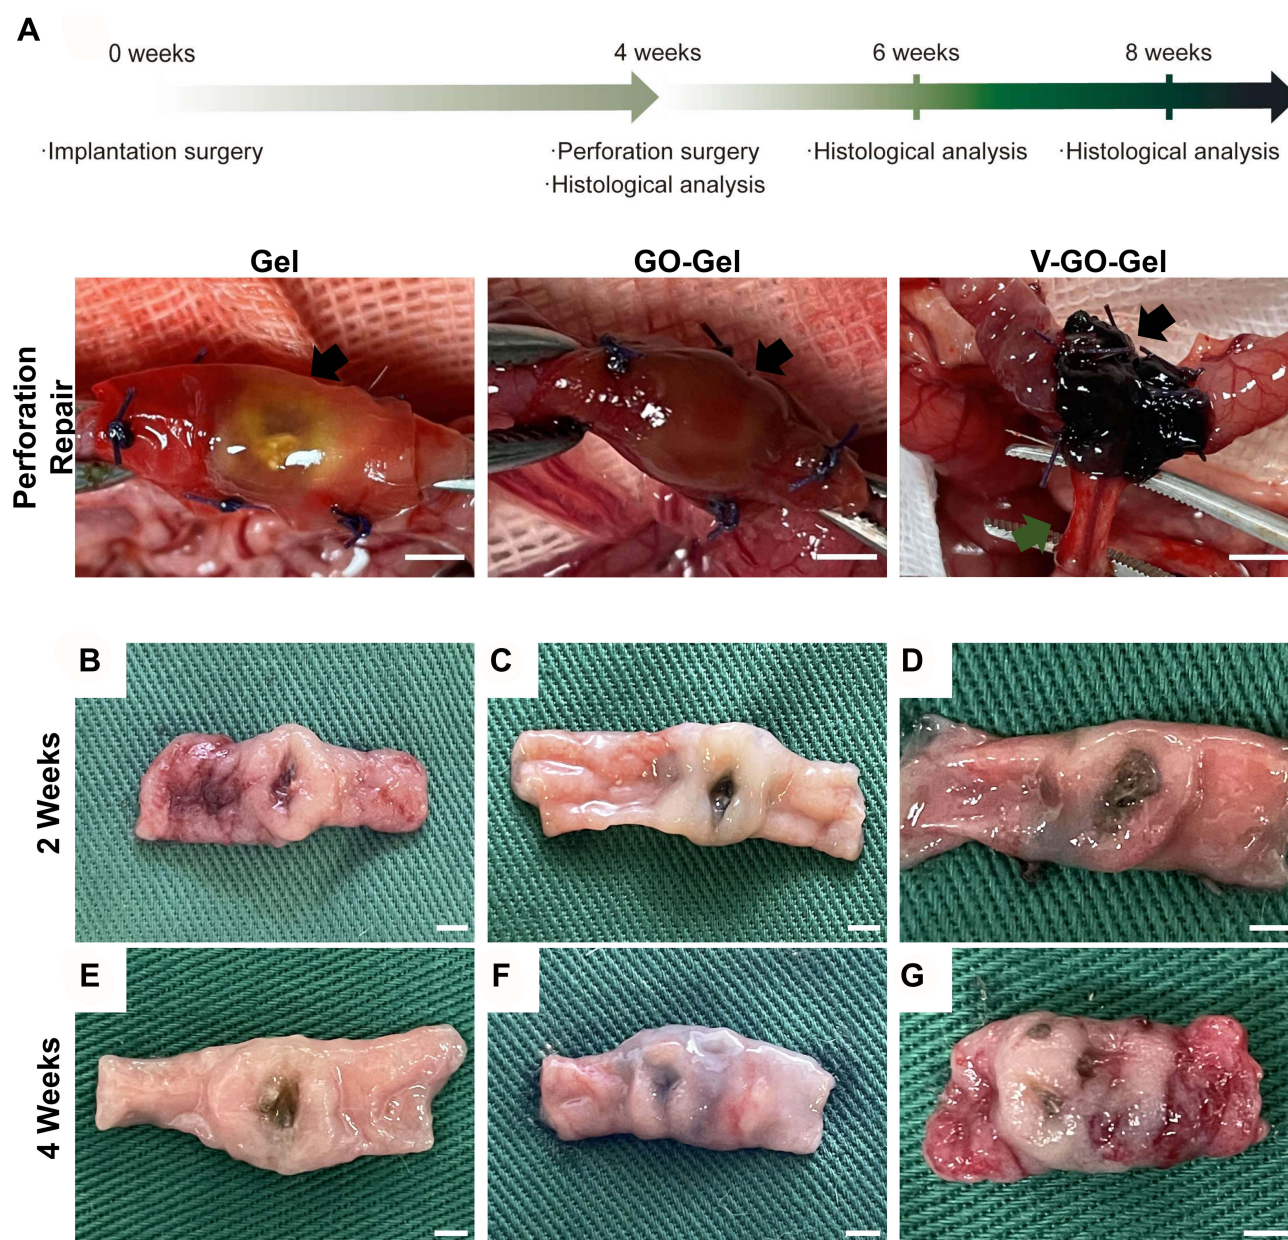 A
0 weeks 4 weeks 6 weeks 8 weeks
·Implantation surgery ·Perforation surgery ·Histological analysis ·Histological analysis
·Histological analysis
Gel GO-Gel V-GO-Gel
Perforation
Repair
B C D
2 Weeks
E F G
4 Weeks